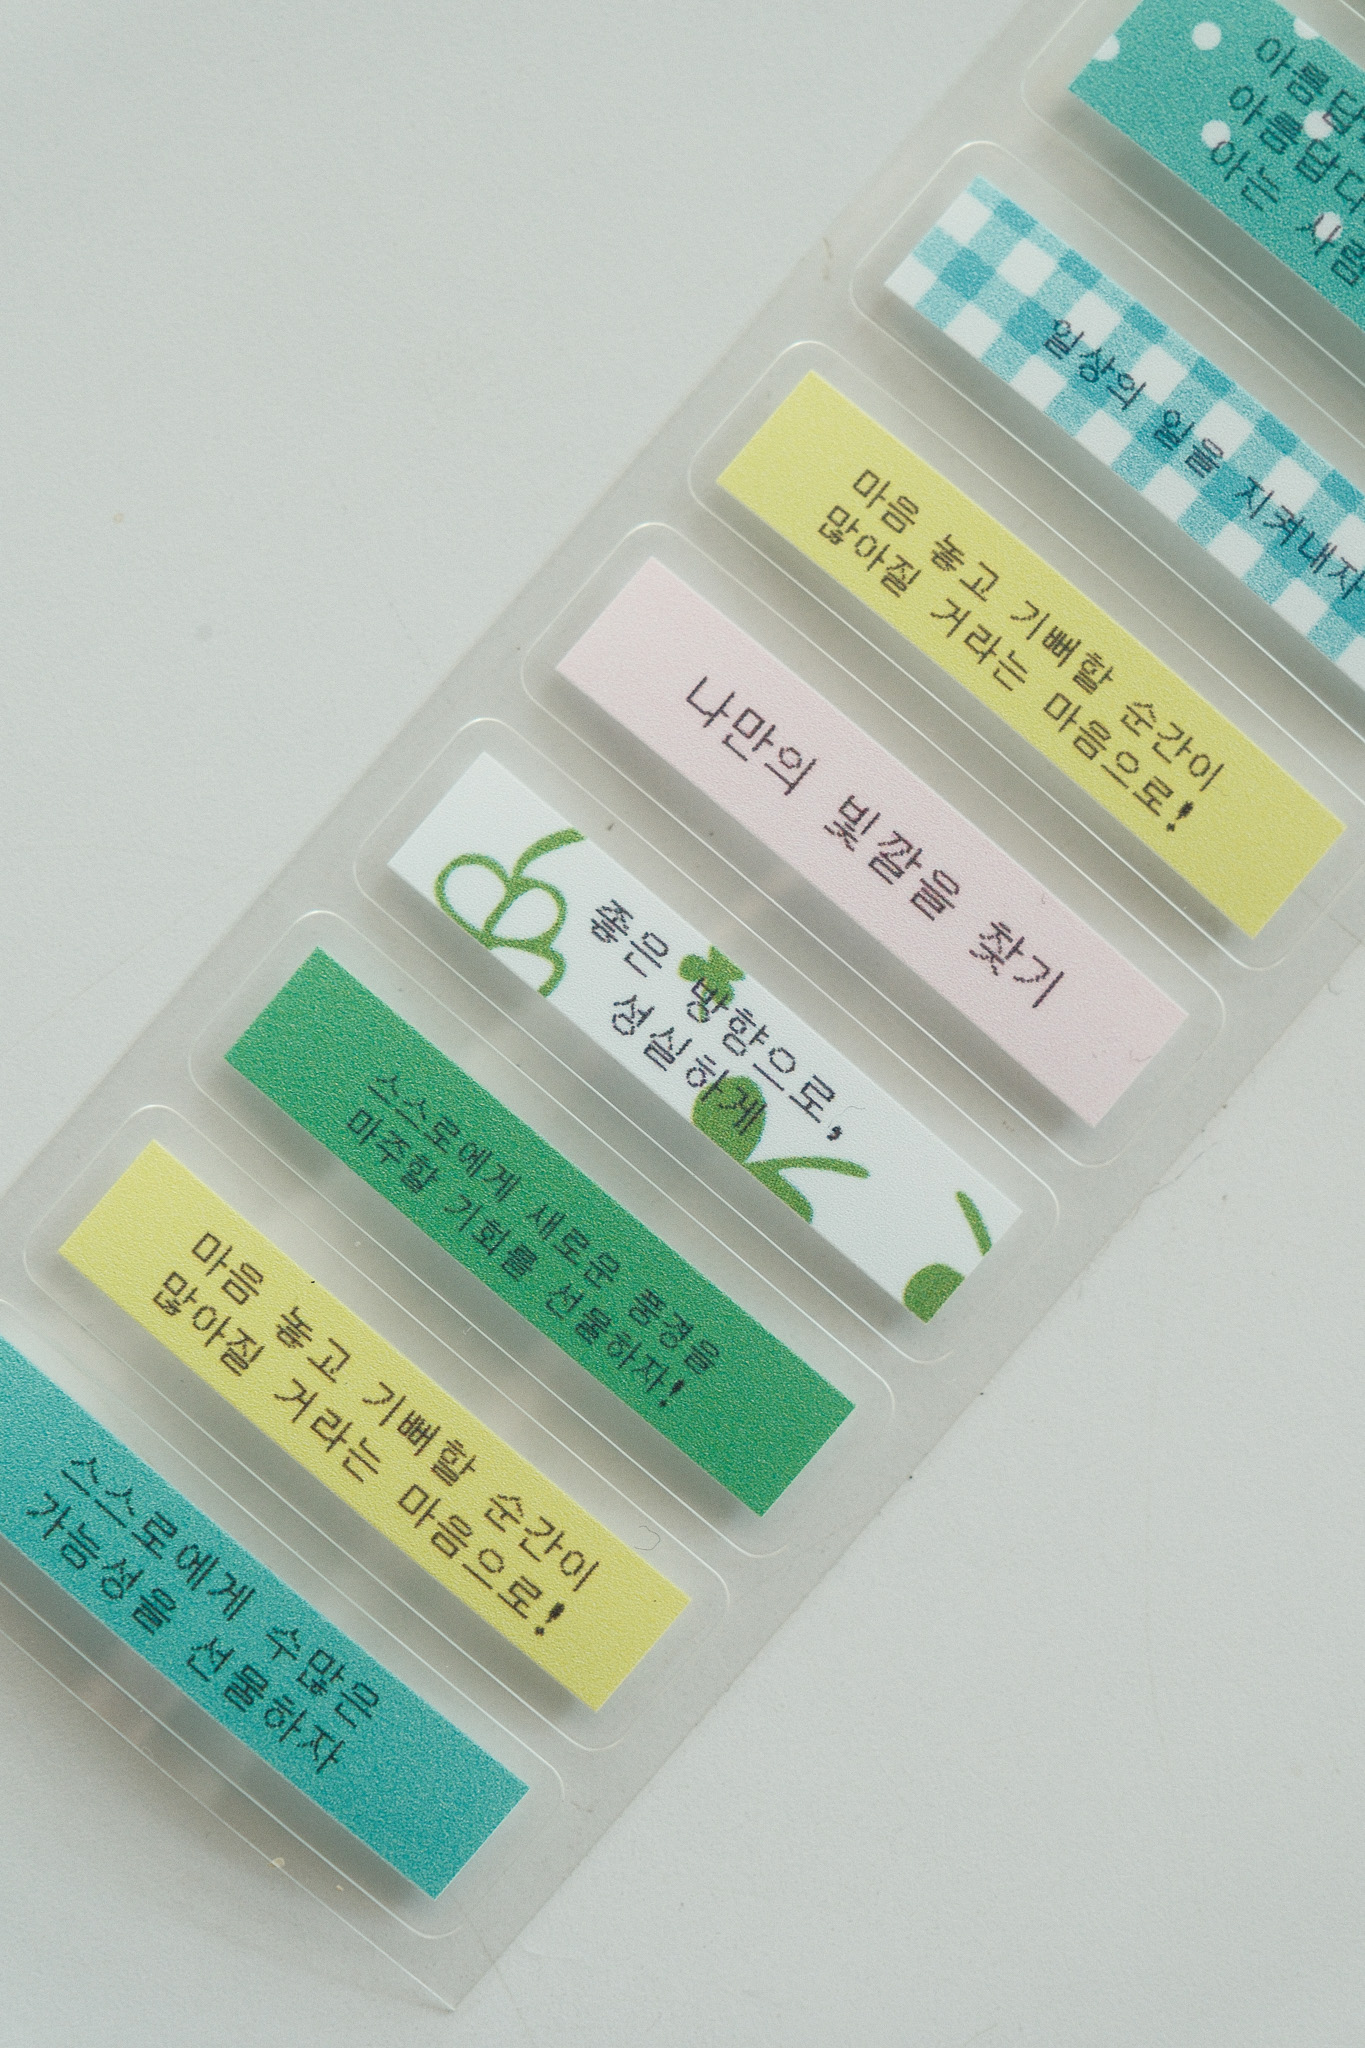 아름답
아름답다
아는 사람
일상의 일을 지켜내자
마음 놓고 기뻐할 순간이
많아질 거라는 마음으로!
나만의 빛깔을 찾기
좋은 방향으로,
성실하게
스스로에게 새로운 풍경을
마주할 기회를 선물하자!
마음 놓고 기뻐할 순간이
많아질 거라는 마음으로!
스스로에게 수많은
가능성을 선물하자